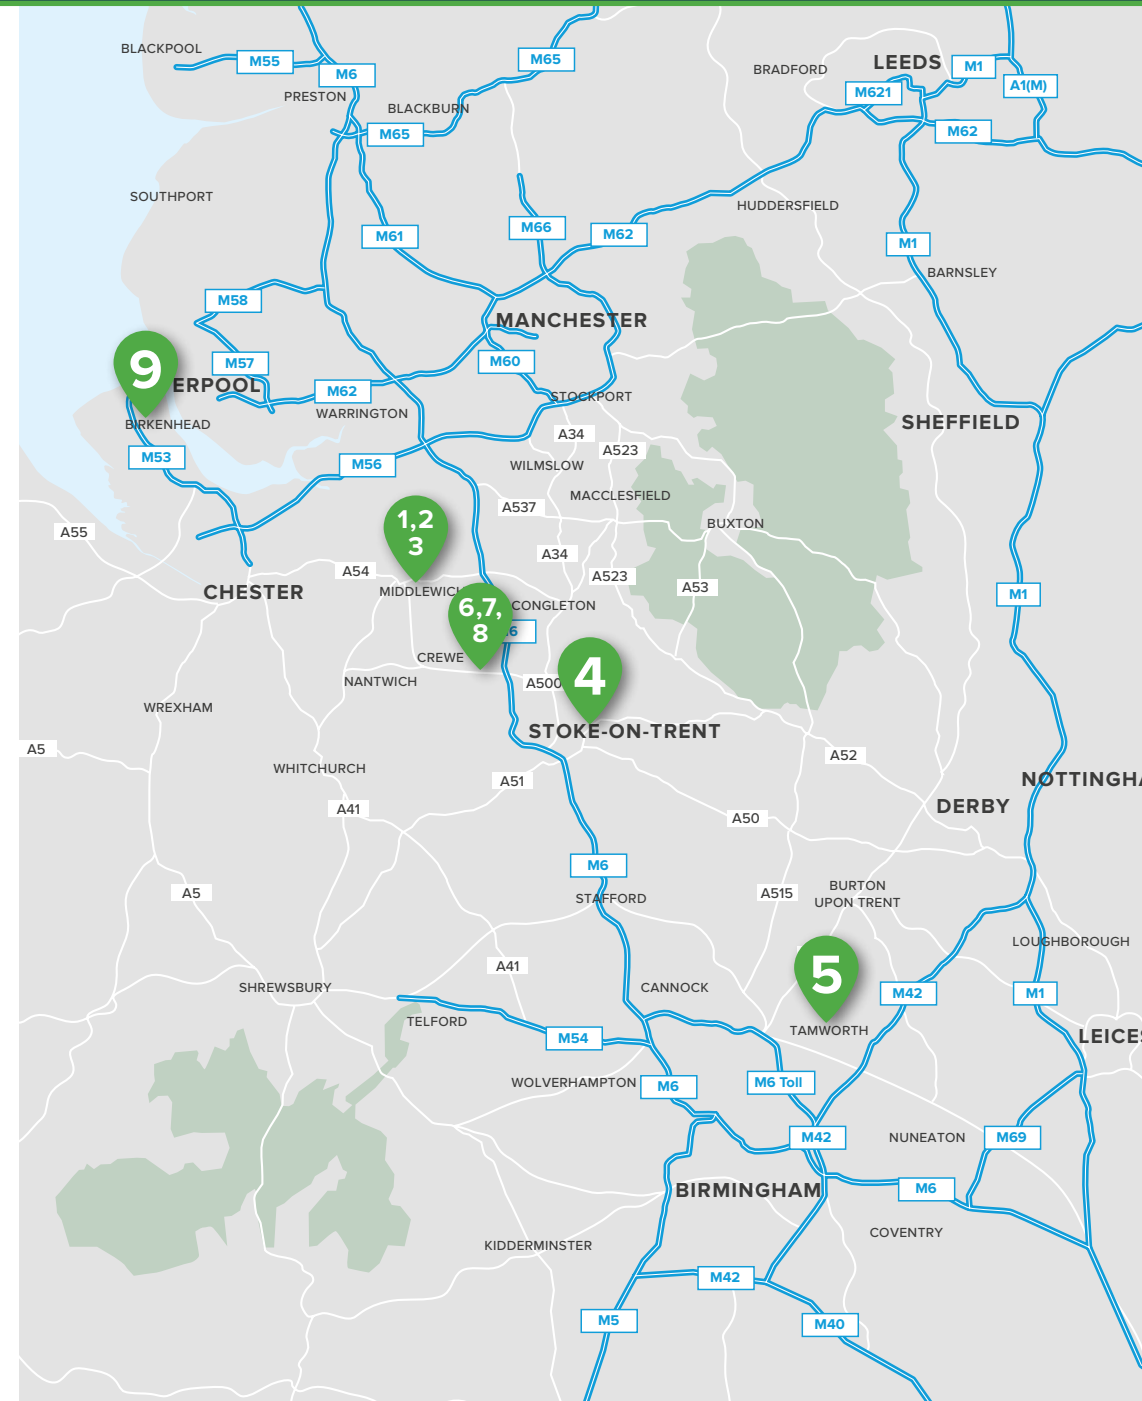 BLACKPOOL
M55
M6
M65
BRADFORD
LEEDS
M1
A1(M)
M621
PRESTON
BLACKBURN
M65
M62
SOUTHPORT
HUDDERSFIELD
M61
M66
M62
M1
BARNSLEY
M58
MANCHESTER
9
M57
M60
ERPOOL
M62
STOCKPORT
WARRINGTON
BIRKENHEAD
SHEFFIELD
A34
A523
M53
M56
WILMSLOW
MACCLESFIELD
A537
1,2
3
BUXTON
A55
A34
A54
A523
A53
CHESTER
MIDDLEWICH
M1
6,7,
8
CONGLETON
6
CREWE
NANTWICH
A500
4
WREXHAM
STOKE-ON-TRENT
A5
A52
WHITCHURCH
A51
NOTTINGHA
A41
DERBY
A50
M6
A5
STAFFORD
A515
BURTON
UPON TRENT
LOUGHBOROUGH
A41
5
SHREWSBURY
CANNOCK
M42
M1
TELFORD
TAMWORTH
M54
LEICES
WOLVERHAMPTON
M6
M6 Toll
M42
NUNEATON
M69
BIRMINGHAM
M6
COVENTRY
KIDDERMINSTER
M42
M5
M40